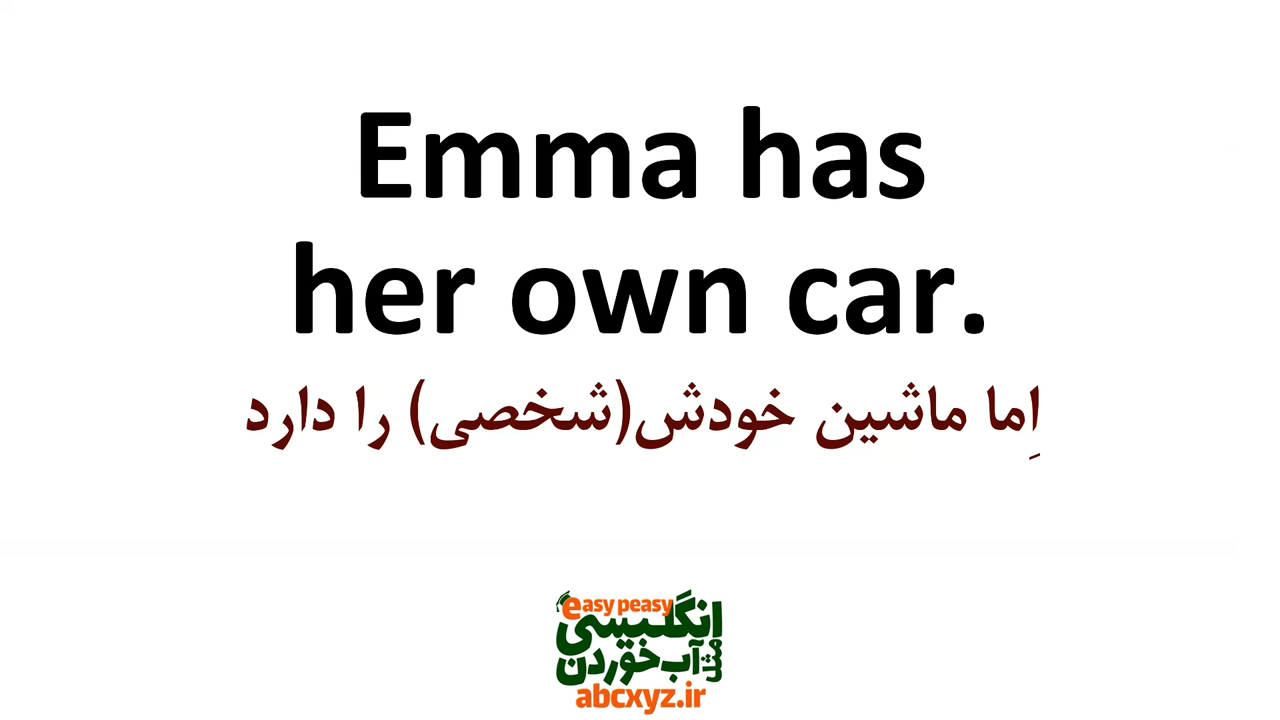 Emma has
her own car.
اِما ماشین خودش(شخصی) را دارد
easy peasy
انگلیسی
مثل آب خوردن
abcxyz.ir